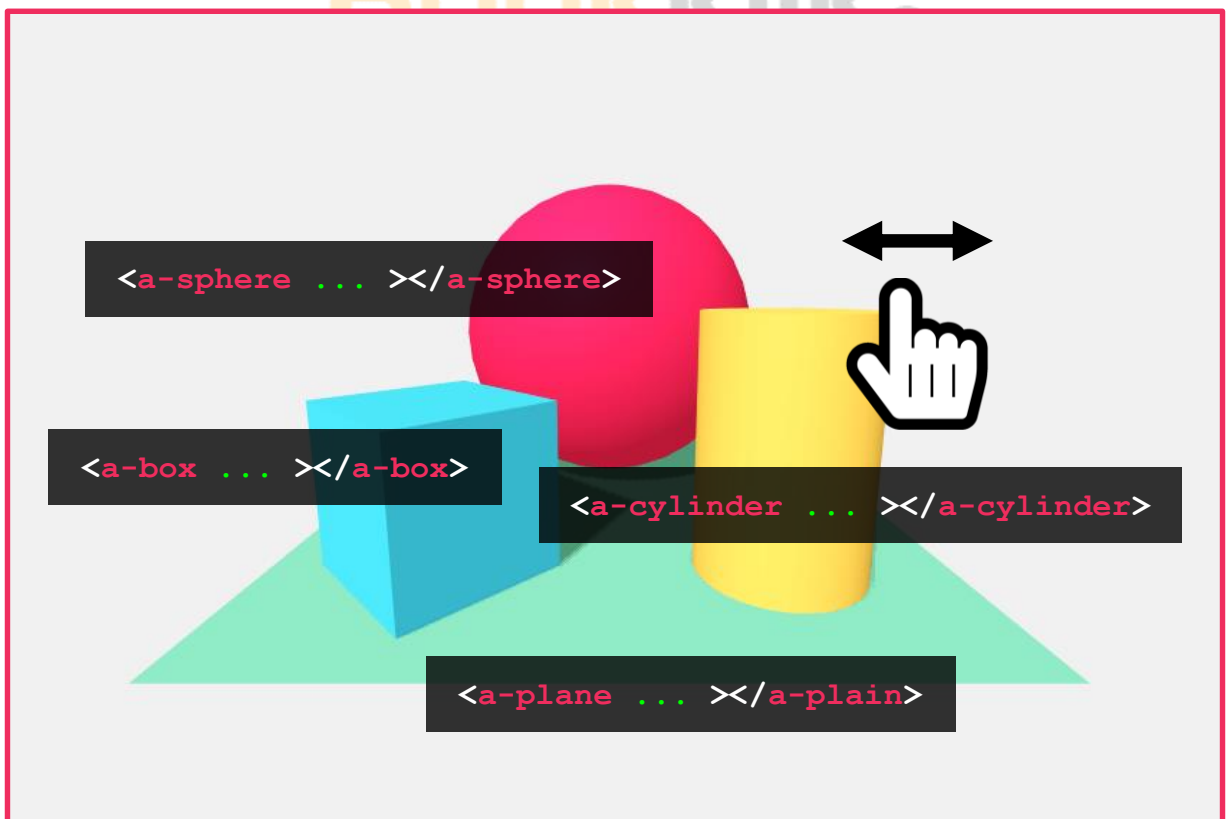 <a-sphere ... ></a-sphere>
<a-box ... ></a-box>
<a-cylinder ... ></a-cylinder>
<a-plane ... ></a-plain>